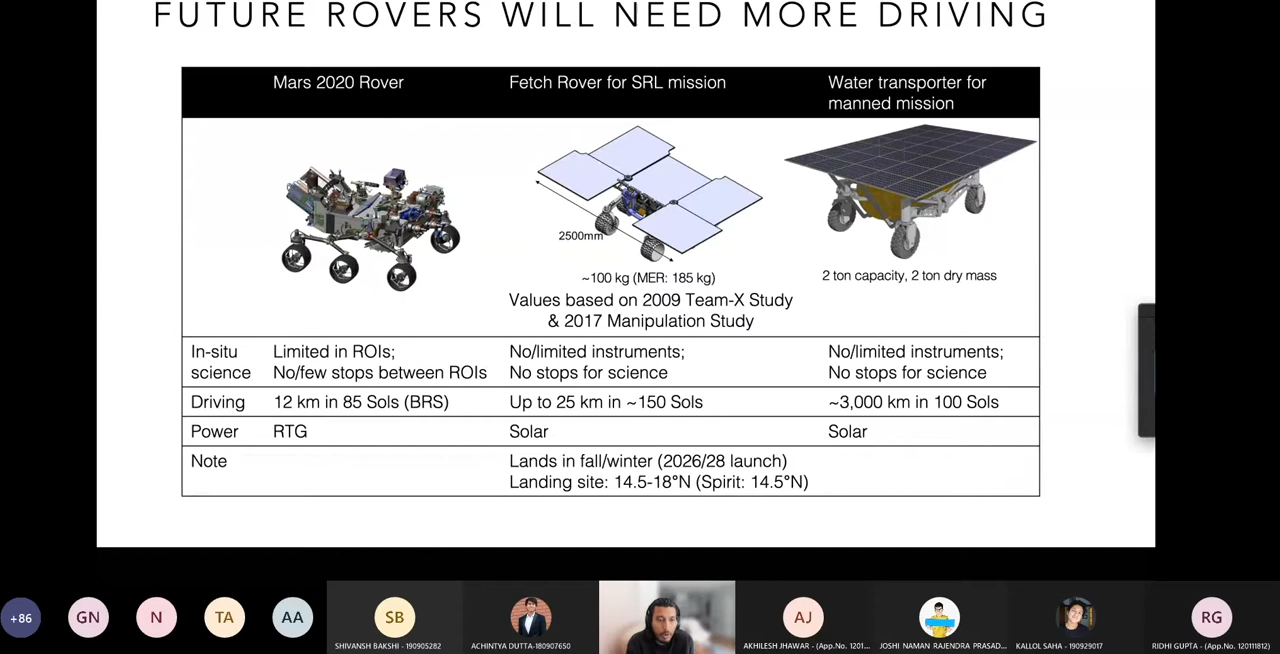 FUTURE ROVERS WILL NEED MORE DRIVING
Mars 2020 Rover
Fetch Rover for SRL mission
Water transporter for
manned mission
2500mm
~100 kg (MER: 185 kg)
Values based on 2009 Team-X Study
& 2017 Manipulation Study
2 ton capacity, 2 ton dry mass
In-situ
science
Limited in ROIs;
No/few stops between ROIs
No/limited instruments;
No stops for science
No/limited instruments;
No stops for science
Driving
12 km in 85 Sols (BRS)
Up to 25 km in ~150 Sols
~3,000 km in 100 Sols
Power
RTG
Solar
Solar
Note
Lands in fall/winter (2026/28 launch)
Landing site: 14.5-18°N (Spirit: 14.5°N)
+86
GN
N
TA
AA
SB
SHIVANSH BAKSHI - 190905282
ACHINTYA DUTTA-180907650
AJ
AKHILESH JHAWAR - (App.No. 1201...
JOSHI NAMAN RAJENDRA PRASAD...
KALLOL SAHA - 190929017
RG
RIDHI GUPTA - (App.No. 120111812)